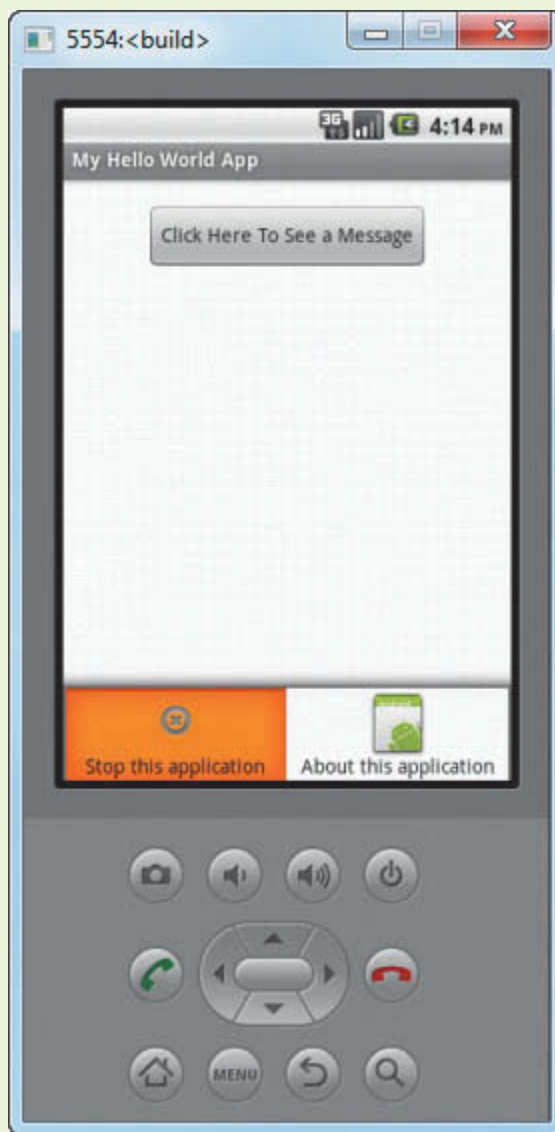 5554:<build>
3G
4:14 PM
My Hello World App
Click Here To See a Message
Stop this application
About this application
MENU